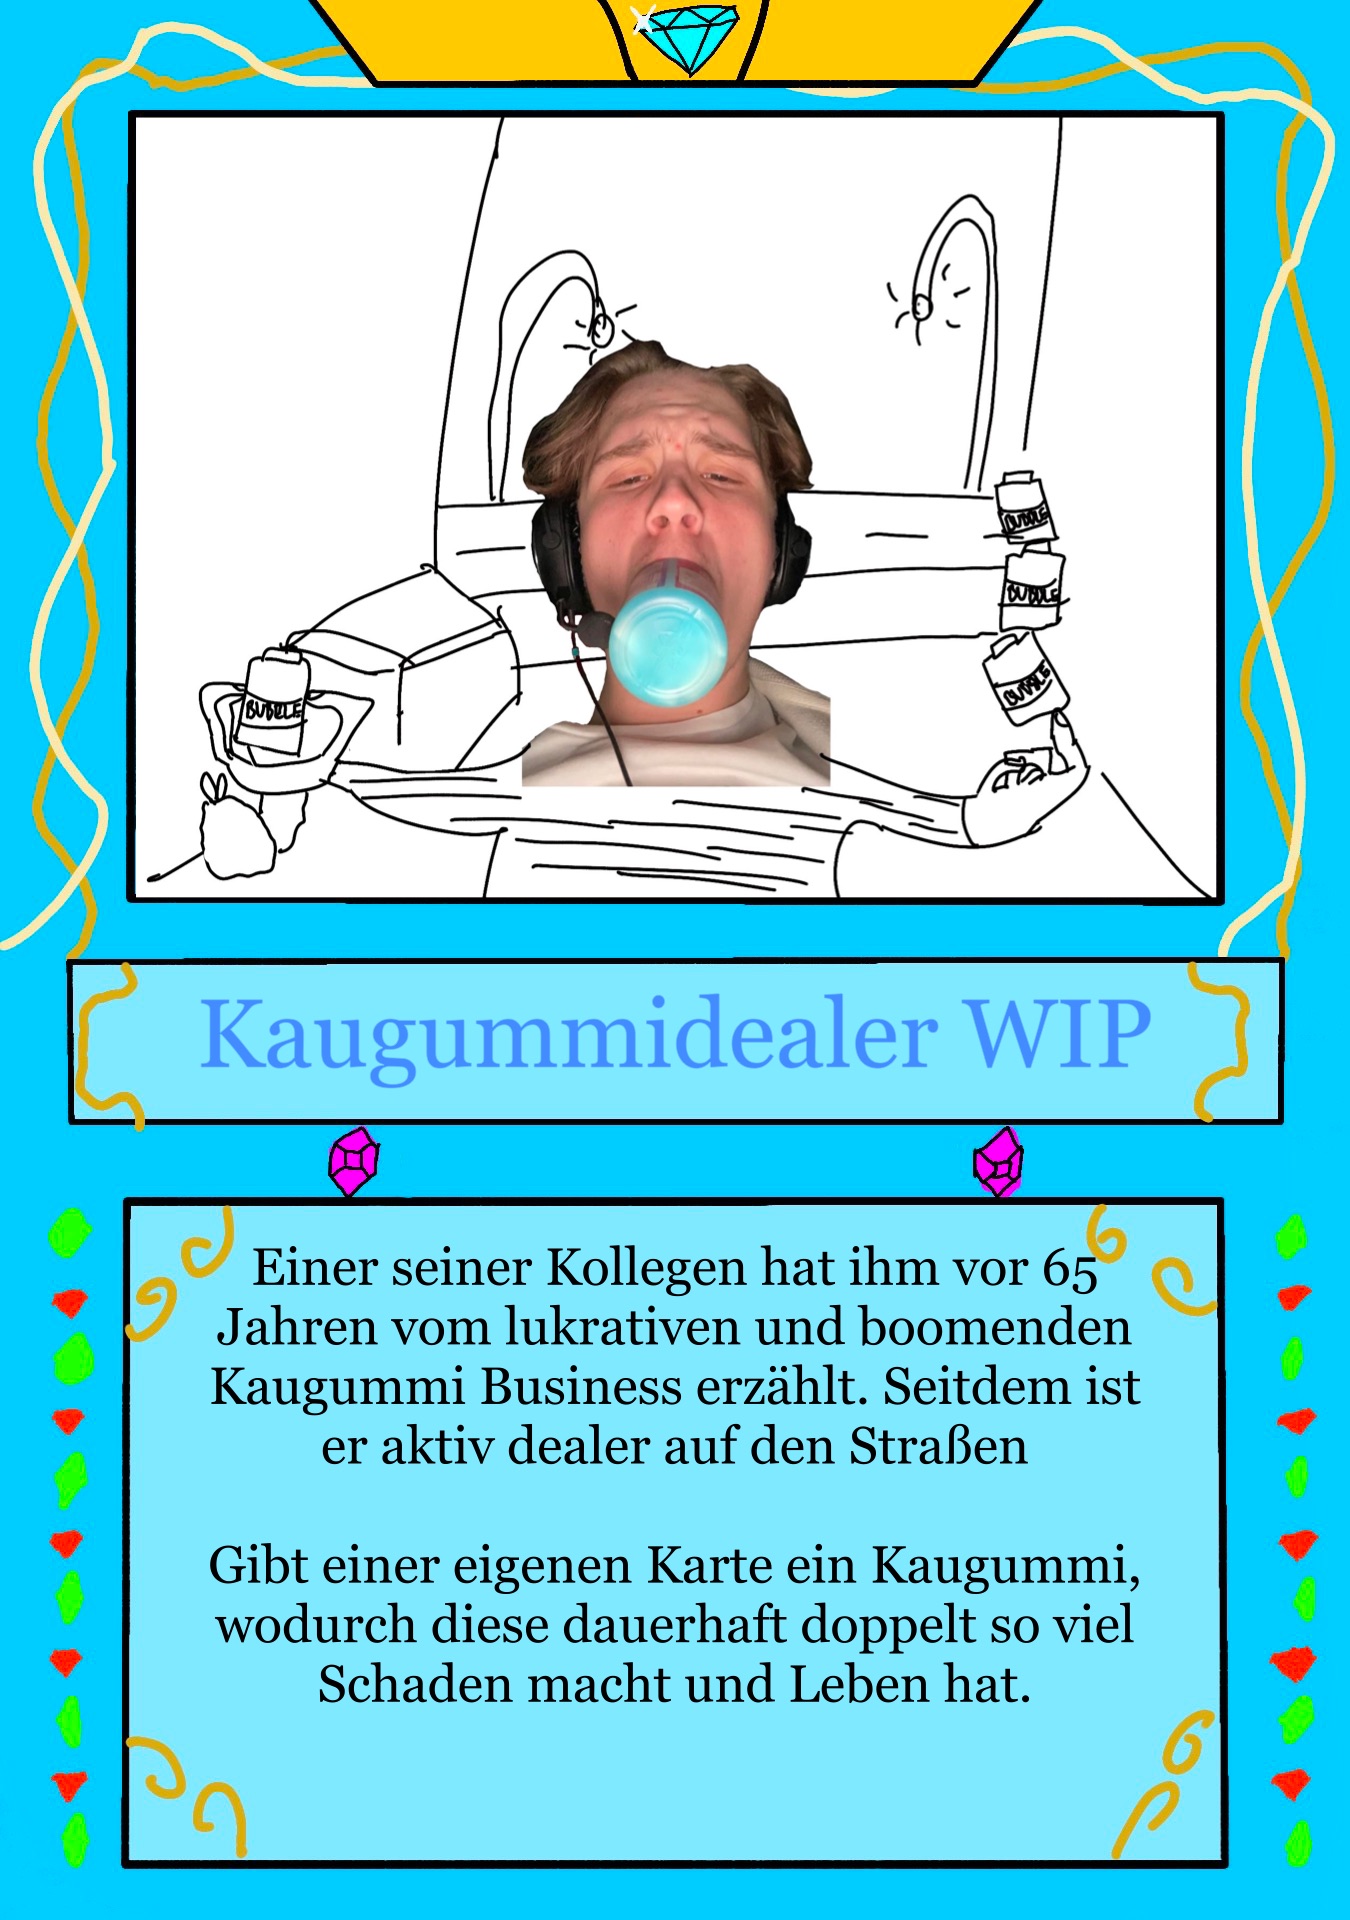 BUBBLE
BUBBLE
BUBBLE
BUBBLE
Kaugummidealer WIP
Einer seiner Kollegen hat ihm vor 65
Jahren vom lukrativen und boomenden
Kaugummi Business erzählt. Seitdem ist
er aktiv dealer auf den Straßen
Gibt einer eigenen Karte ein Kaugummi,
wodurch diese dauerhaft doppelt so viel
Schaden macht und Leben hat.